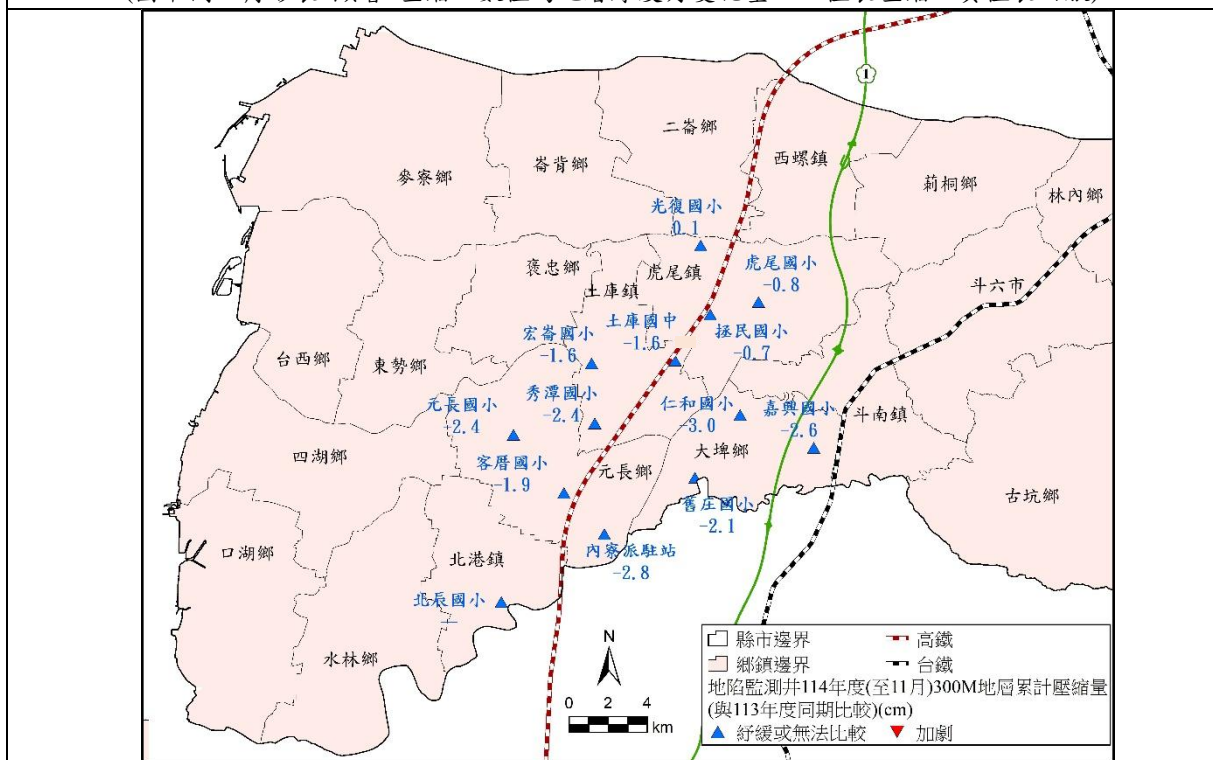 1
二崙鄉
西螺鎮
崙背鄉
麥寮鄉
莿桐鄉
林內鄉
光復國小
0.1
褒忠鄉
虎尾鎮
虎尾國小
-0.8
土庫鎮
斗六市
土庫國中
-1.6
宏崙國小
-1.6
拯民國小
-0.7
台西鄉
東勢鄉
秀潭國小
-2.4
元長國小
-2.4
仁和國小
-3.0
嘉興國小
-2.6
斗南鎮
四湖鄉
大埤鄉
客厝國小
-1.9
元長鄉
古坑鄉
舊庄國小
-2.1
內寮派駐站
-2.8
口湖鄉
北港鎮
北辰國小
—
水林鄉
N
0 2 4
km
縣市邊界
高鐵
鄉鎮邊界
台鐵
地陷監測井114年度(至11月)300M地層累計壓縮量
(與113年度同期比較)(cm)
紓緩或無法比較
加劇